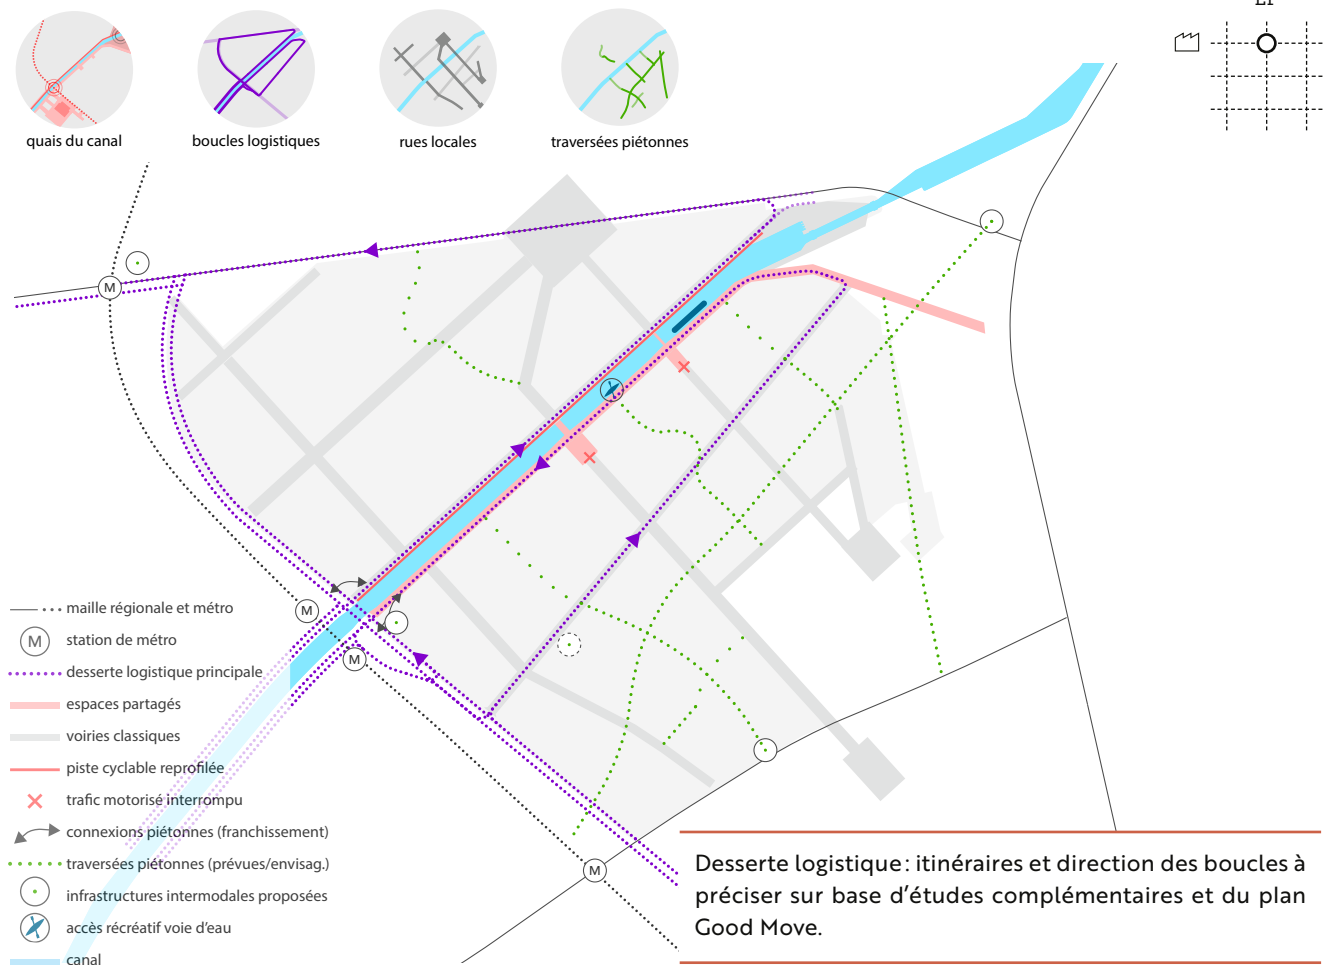 quais du canal
boucles logistiques
rues locales
traversées piétonnes
M
M
M
M
maille régionale et métro
M
station de métro
desserte logistique principale
espaces partagés
voiries classiques
piste cyclable reprofilée
trafic motorisé interrompu
connexions piétonnes (franchissement)
traversées piétonnes (prévues/envisag.)
infrastructures intermodales proposées
accès récréatif voie d'eau
canal
Desserte logistique : itinéraires et direction des boucles à
préciser sur base d'études complémentaires et du plan
Good Move.